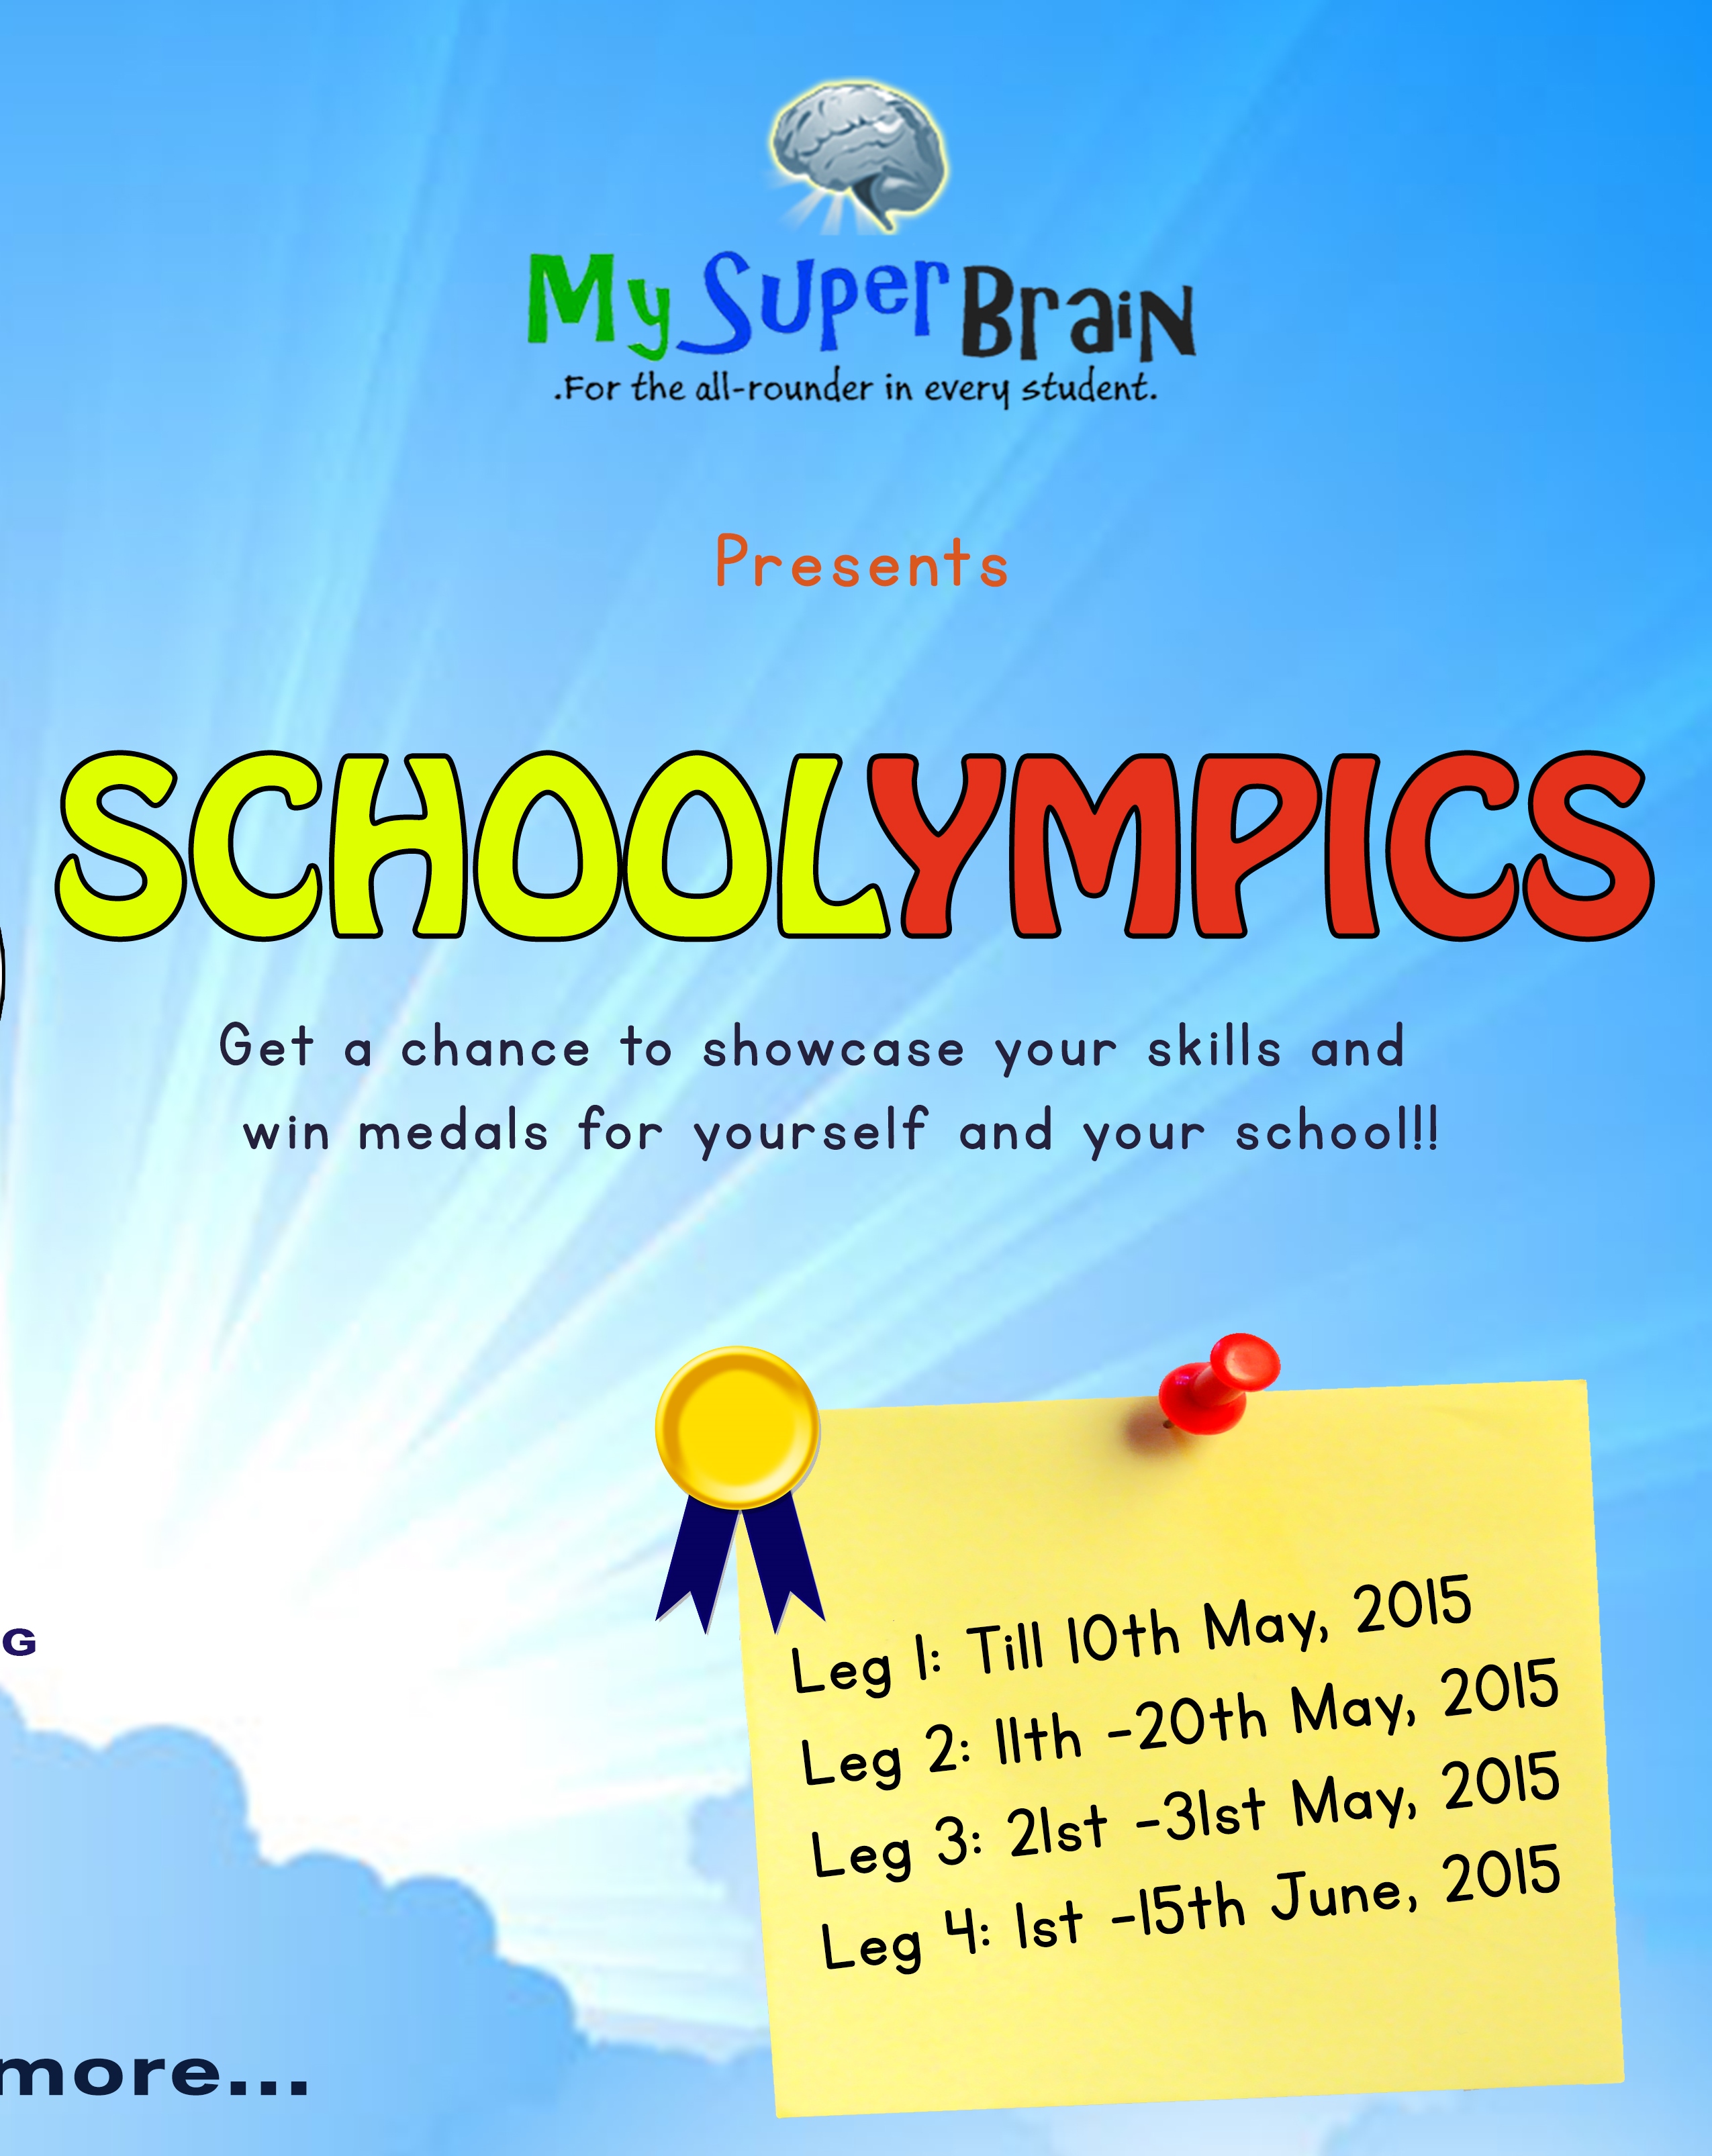 My Super Brain
.For the all-rounder in every student.
Presents
SCHOOLYMPICS
Get a chance to showcase your skills and
win medals for yourself and your school!!
G
Leg 1: Till 10th May, 2015
Leg 2: 11th -20th May, 2015
Leg 3: 21st -31st May, 2015
Leg 4: 1st -15th June, 2015
more...